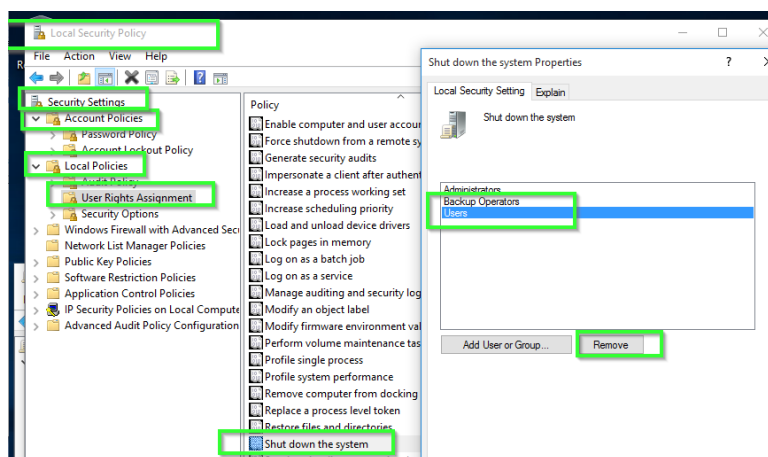 Local Security Policy
File Action View Help
Security Settings
Account Policies
Password Policy
Account Lockout Policy
Local Policies
Audit Policy
User Rights Assignment
Security Options
Windows Firewall with Advanced Secu
Network List Manager Policies
Public Key Policies
Software Restriction Policies
Application Control Policies
IP Security Policies on Local Compute
Advanced Audit Policy Configuration
Policy
Enable computer and user accour
Force shutdown from a remote sy
Generate security audits
Impersonate a client after authent
Increase a process working set
Increase scheduling priority
Load and unload device drivers
Lock pages in memory
Log on as a batch job
Log on as a service
Manage auditing and security log
Modify an object label
Modify firmware environment val
Perform volume maintenance tas
Profile single process
Profile system performance
Remove computer from docking
Replace a process level token
Restore files and directories
Shut down the system
Shut down the system Properties
?
Local Security Setting Explain
Shut down the system
Administrators
Backup Operators
Users
Add User or Group... Remove